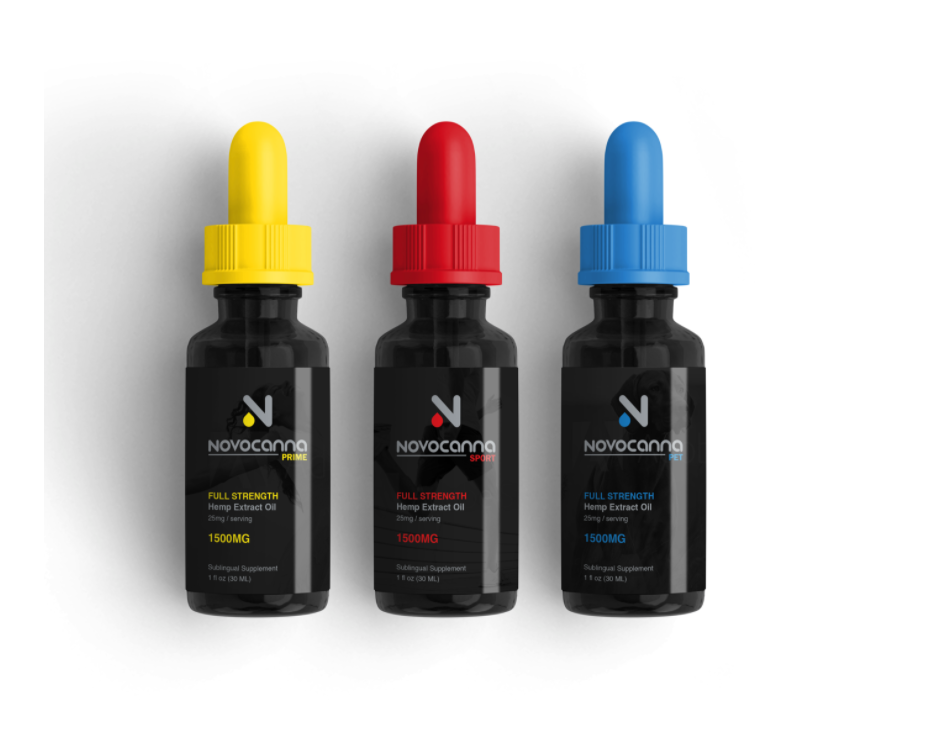 NOVOCANNA
PRIME
FULL STRENGTH
Hemp Extract Oil
25mg / serving
1500MG
Sublingual Supplement
1 fl oz (30 ML)
NOVOCANNA
SPORT
FULL STRENGTH
Hemp Extract Oil
25mg / serving
1500MG
Sublingual Supplement
1 fl oz (30 ML)
NOVOCANNA
PET
FULL STRENGTH
Hemp Extract Oil
25mg / serving
1500MG
Sublingual Supplement
1 fl oz (30 ML)